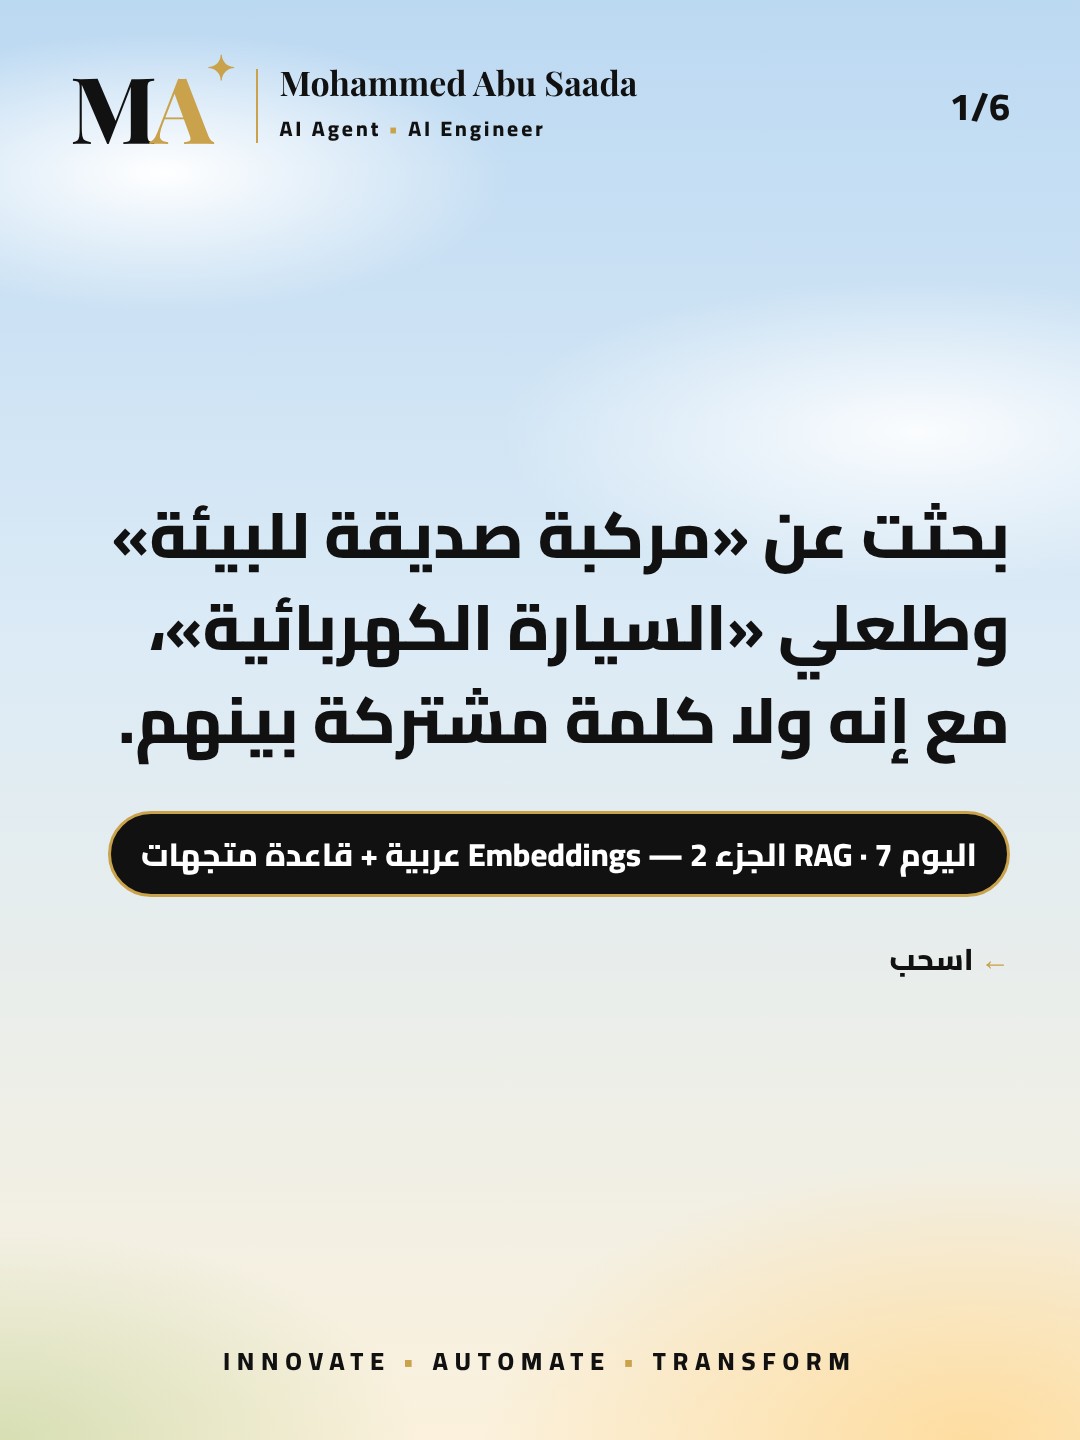 MA
Mohammed Abu Saada
AI Agent ▪ AI Engineer
1/6
بحثت عن «مركبة صديقة للبيئة»
وطلعلي «السيارة الكهربائية»،
مع إنه ولا كلمة مشتركة بينهم.
اليوم 7 · RAG الجزء 2 — Embeddings عربية + قاعدة متجهات
← اسحب
INNOVATE ▪ AUTOMATE ▪ TRANSFORM